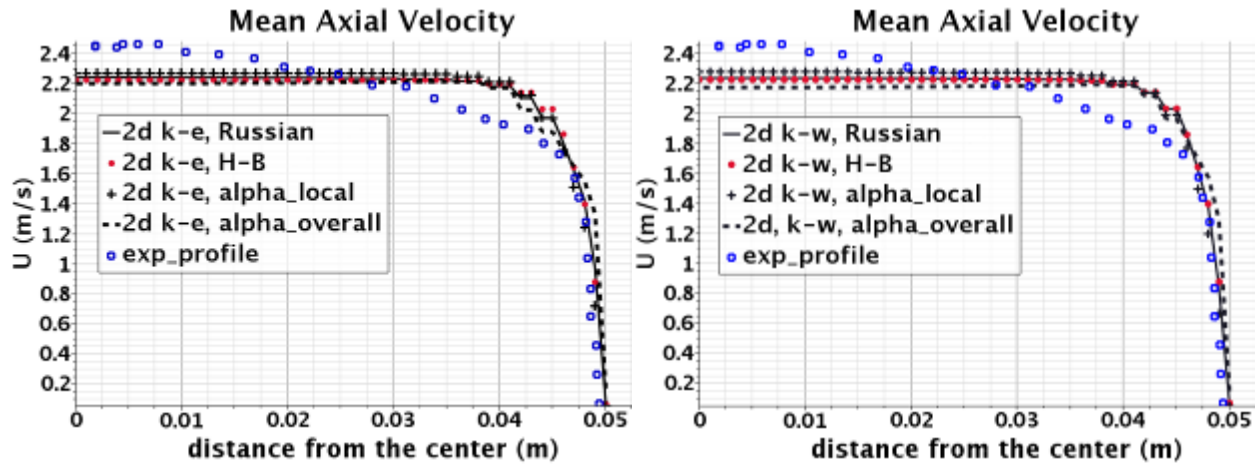 Mean Axial Velocity
2.4
2.2
2
1.8
1.6
1.4
1.2
1
0.8
0.6
0.4
0.2
U (m/s)
2d k-e, Russian
2d k-e, H-B
2d k-e, alpha_local
2d k-e, alpha_overall
exp_profile
0 0.01 0.02 0.03 0.04 0.05
distance from the center (m)
Mean Axial Velocity
2.4
2.2
2
1.8
1.6
1.4
1.2
1
0.8
0.6
0.4
0.2
U (m/s)
2d k-w, Russian
2d k-w, H-B
2d k-w, alpha_local
2d, k-w, alpha_overall
exp_profile
0 0.01 0.02 0.03 0.04 0.05
distance from the center (m)